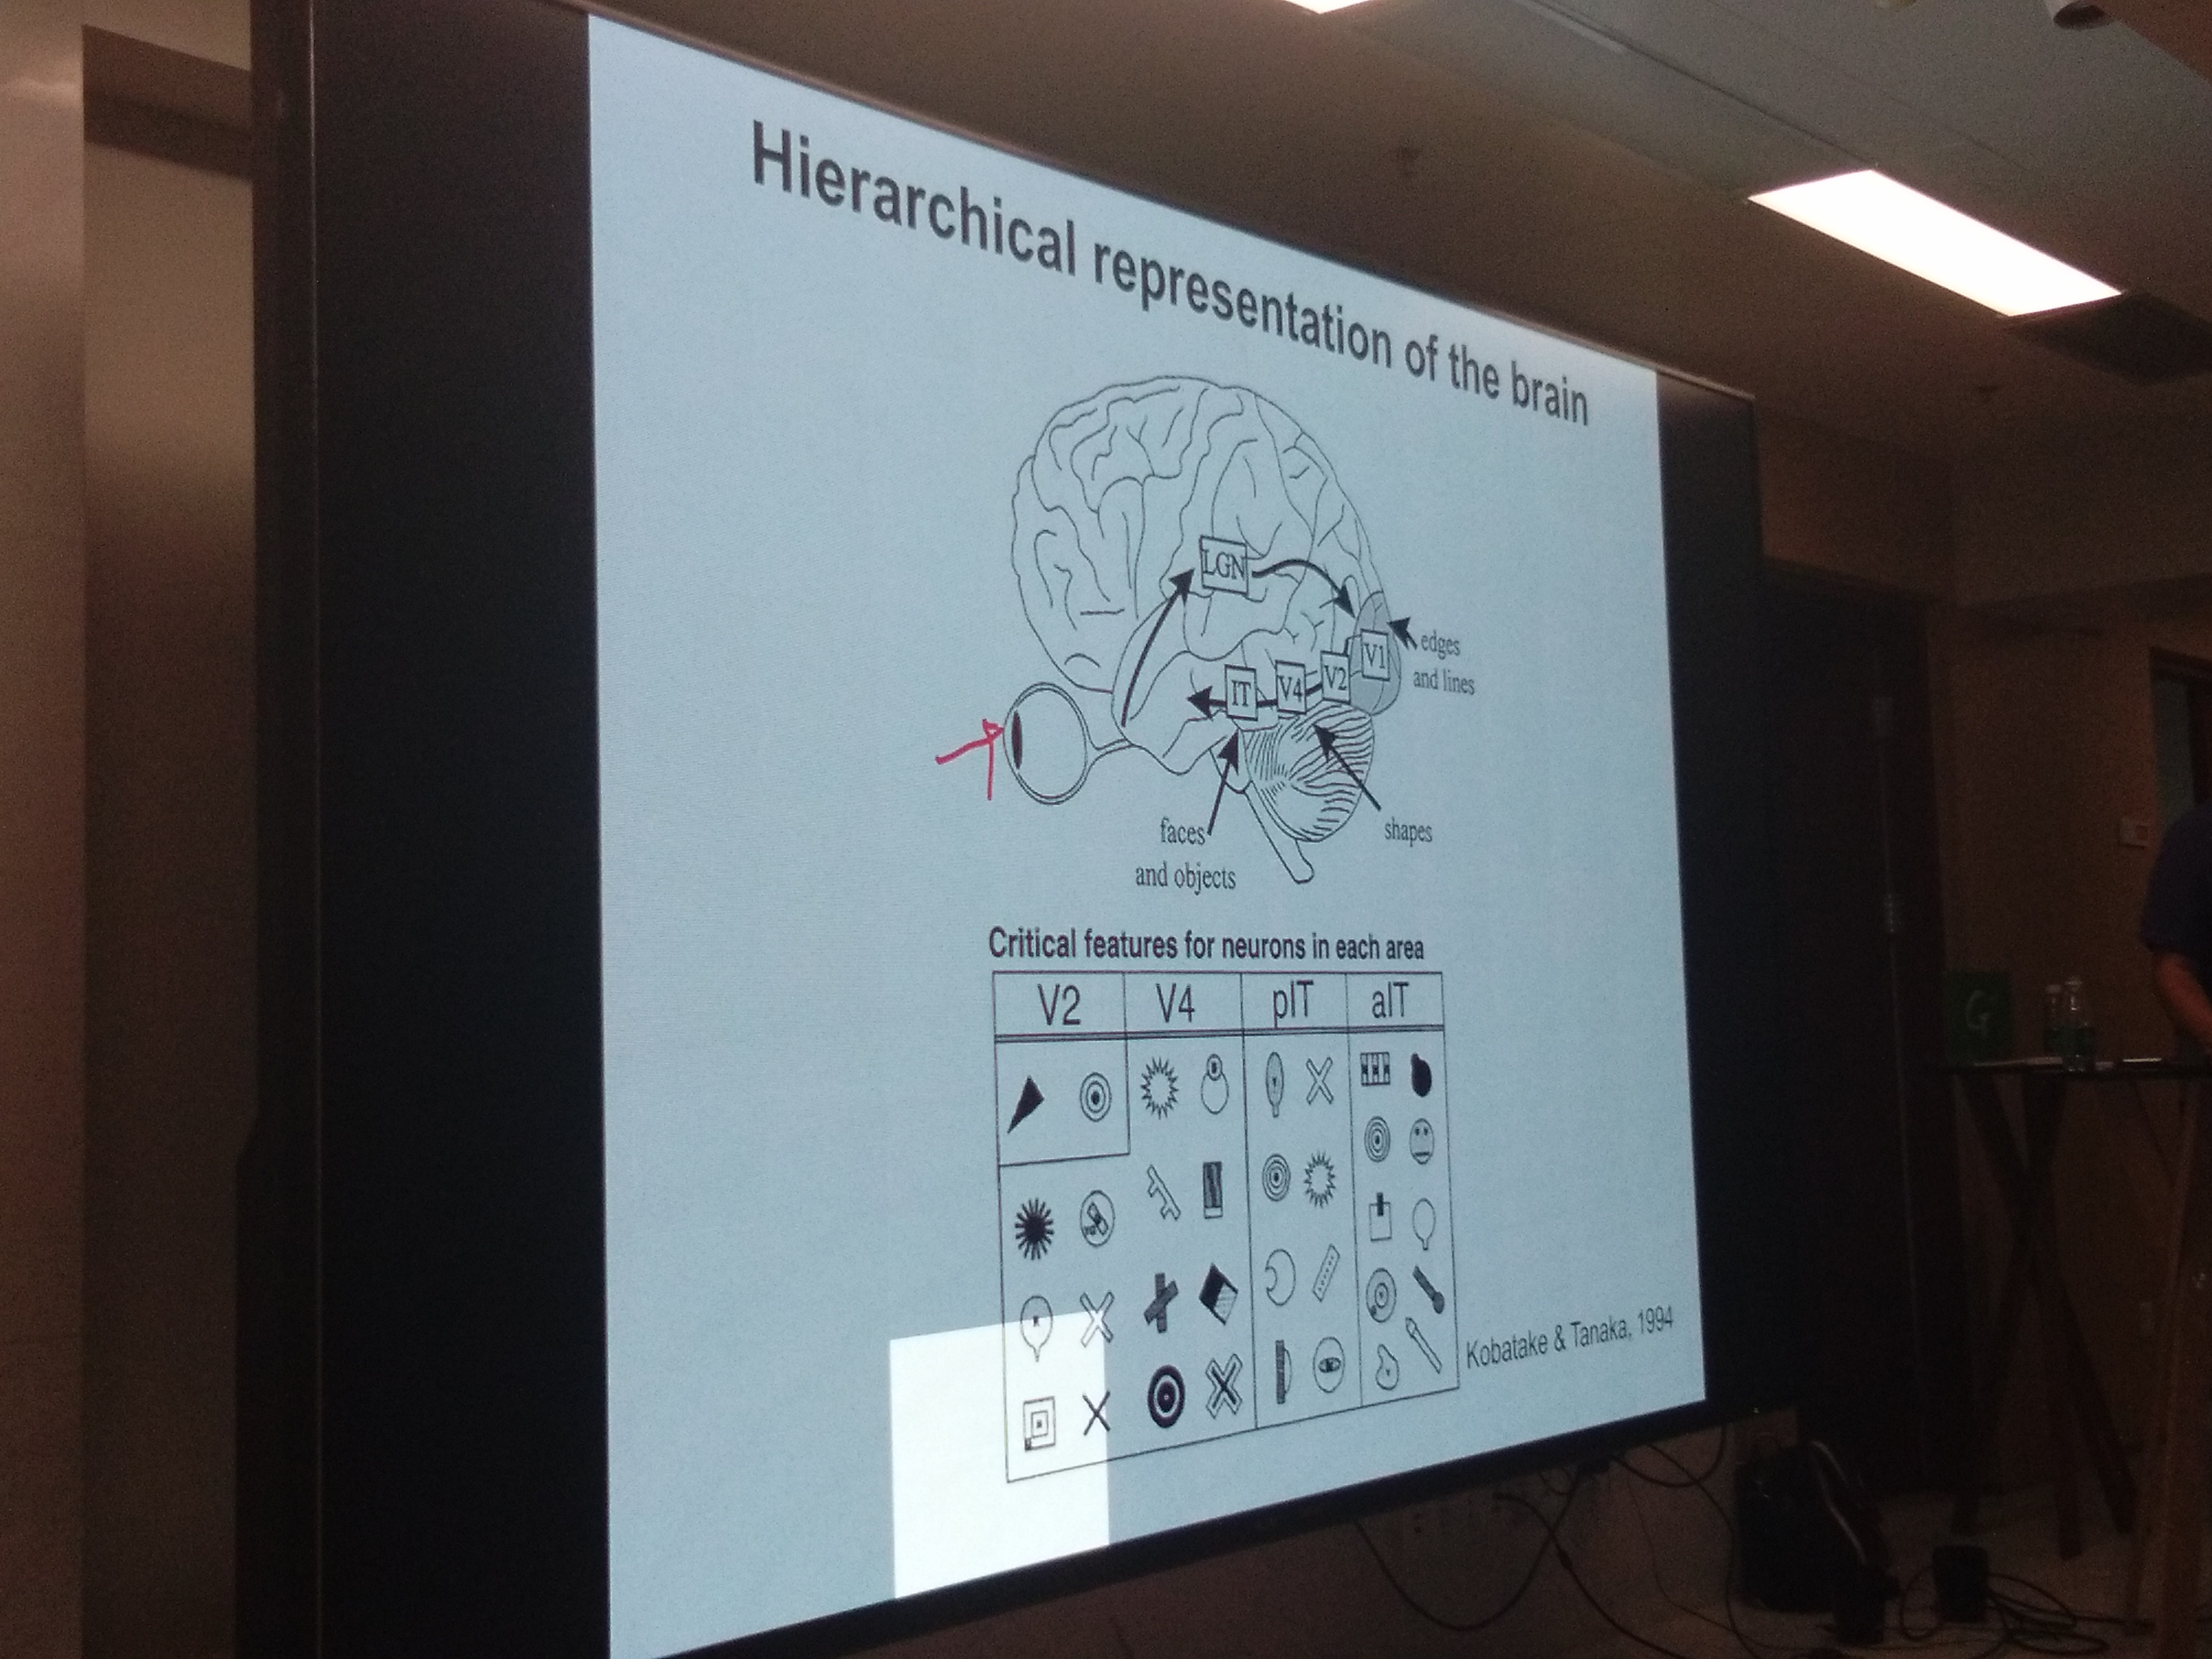 Hierarchical representation of the brain
LGN
V1
V2
V4
IT
edges
and lines
faces
and objects
shapes
Critical features for neurons in each area
V2 V4 pIT aIT
Kobatake & Tanaka, 1994
G